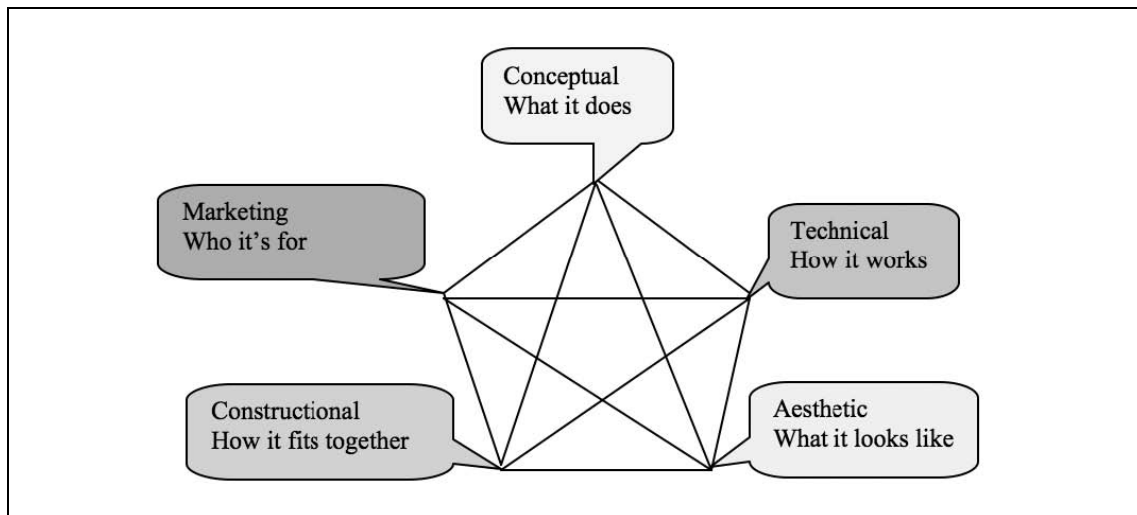 Conceptual
What it does
Marketing
Who it’s for
Technical
How it works
Constructional
How it fits together
Aesthetic
What it looks like